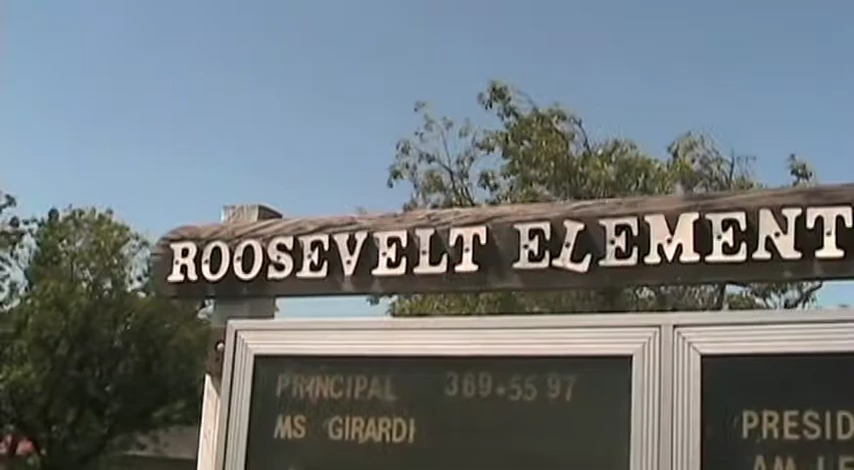 ROOSEVELT ELEMENT
PRINCIPAL 369-55 97
MS GIRARDI
PRESID